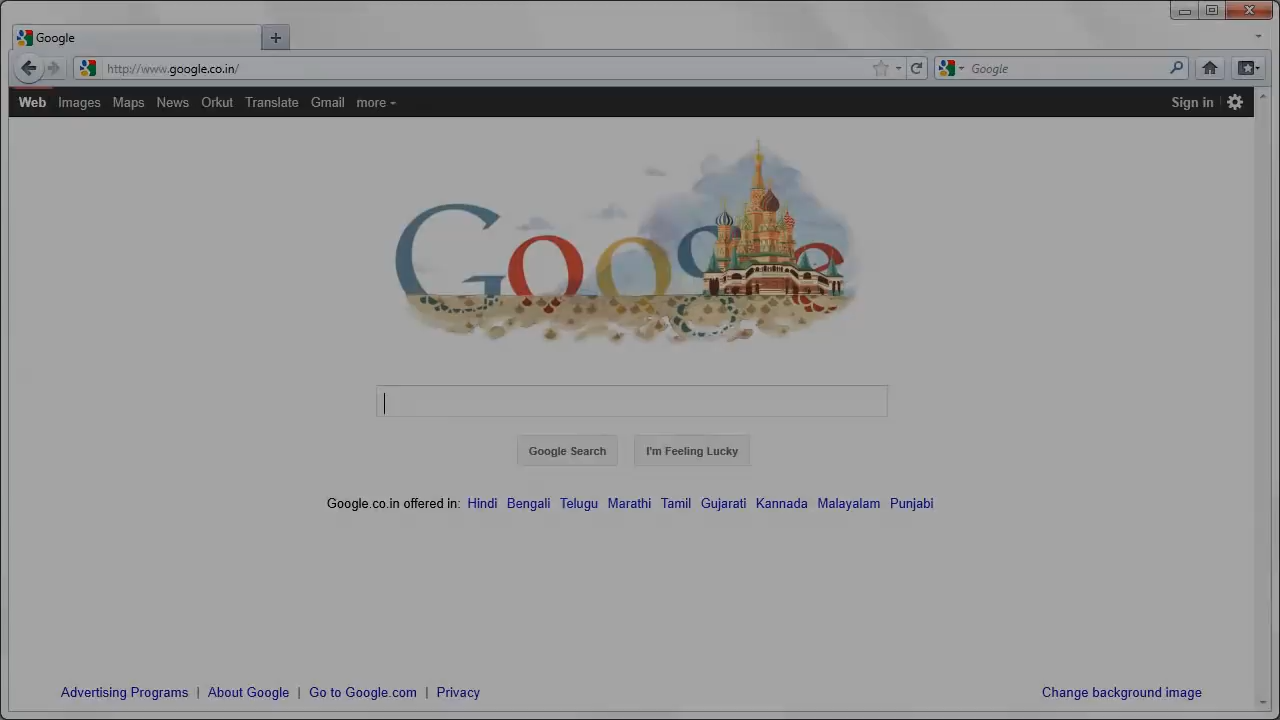 Google
http://www.google.co.in/
Google
Web Images Maps News Orkut Translate Gmail more
Sign in
Google
Google Search
I'm Feeling Lucky
Google.co.in offered in: Hindi Bengali Telugu Marathi Tamil Gujarati Kannada Malayalam Punjabi
Advertising Programs | About Google | Go to Google.com | Privacy
Change background image